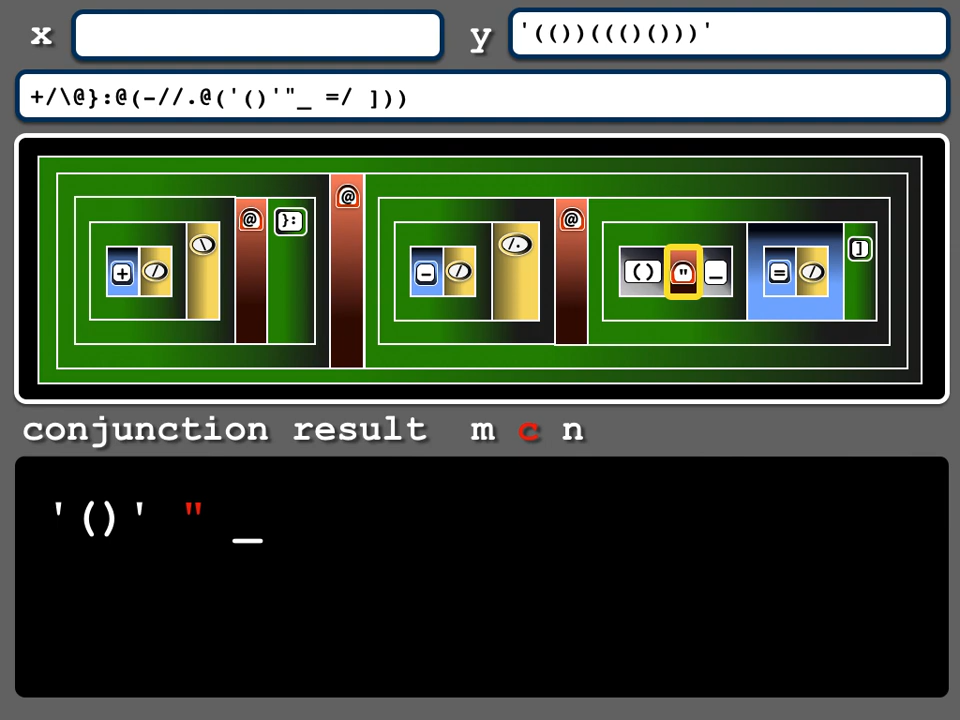 x y '(())((()()))'
+/\@}:@(-//.@('()'"_ =/ ]))
+ / \ @ }: @ - / /. @ () " _ = / ]
conjunction result m c n
'()' " _